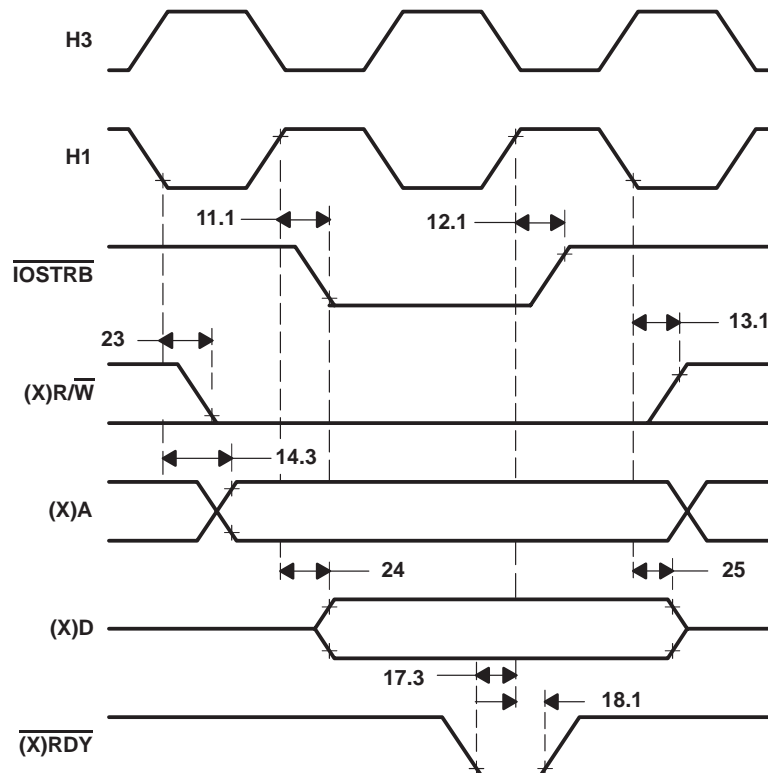 H3
H1
11.1
12.1
IOSTRB
23
13.1
(X)R/W
14.3
(X)A
24
25
(X)D
17.3
18.1
(X)RDY